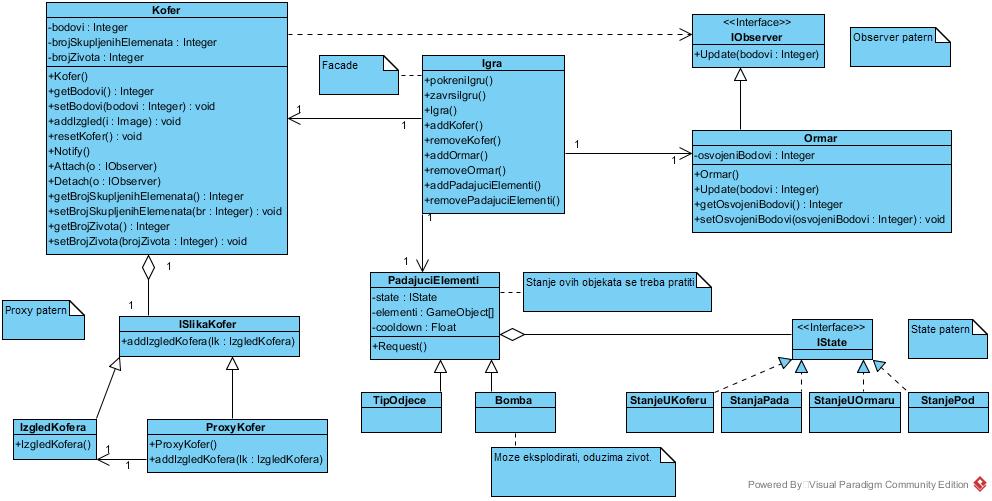 Kofer
-bodovi : Integer
-brojSkupljenihElemenata : Integer
-brojZivota : Integer
+Kofer()
+getBodovi() : Integer
+setBodovi(bodovi : Integer) : void
+addIzgled(i : Image) : void
+resetKofer() : void
+Notify()
+Attach(o : IObserver)
+Detach(o : IObserver)
+getBrojSkupljenihElemenata() : Integer
+setBrojSkupljenihElemenata(br : Integer) : void
+getBrojZivota() : Integer
+setBrojZivota(brojZivota : Integer) : void
<<Interface>>
IObserver
+Update(bodovi : Integer)
Observer patern
Facade
Igra
+pokreniIgru()
+zavrsiIgru()
+Igra()
+addKofer()
+removeKofer()
+addOrmar()
+removeOrmar()
+addPadajuciElementi()
+removePadajuciElementi()
1
1
1
1
Ormar
-osvojeniBodovi : Integer
+Ormar()
+Update(bodovi : Integer)
+getOsvojeniBodovi() : Integer
+setOsvojeniBodovi(osvojeniBodovi : Integer) : void
1
1
PadajuciElementi
-state : IState
-elementi : GameObject[]
-cooldown : Float
+Request()
Stanje ovih objekata se treba pratiti
1
1
Proxy patern
ISlikaKofer
+addIzgledKofera(Ik : IzgledKofera)
<<Interface>>
IState
State patern
TipOdjece
Bomba
StanjeUKoferu
StanjaPada
StanjeUOrmaru
StanjePod
IzgledKofera
+IzgledKofera()
1
1
ProxyKofer
+ProxyKofer()
+addIzgledKofera(Ik : IzgledKofera)
Moze eksplodirati, oduzima zivot.
Powered By Visual Paradigm Community Edition